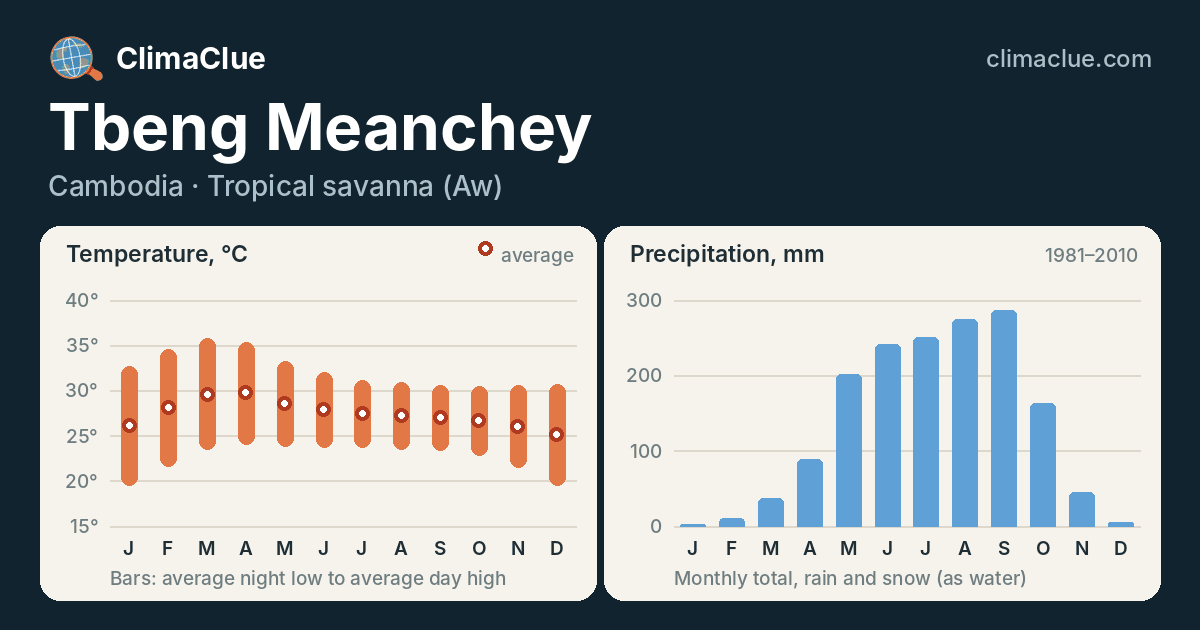 ClimaClue
climaclue.com
Tbeng Meanchey
Cambodia · Tropical savanna (Aw)
Temperature, °C
average
40°
35°
30°
25°
20°
15°
J F M A M J J A S O N D
Bars: average night low to average day high
Precipitation, mm
1981–2010
300
200
100
0
J F M A M J J A S O N D
Monthly total, rain and snow (as water)